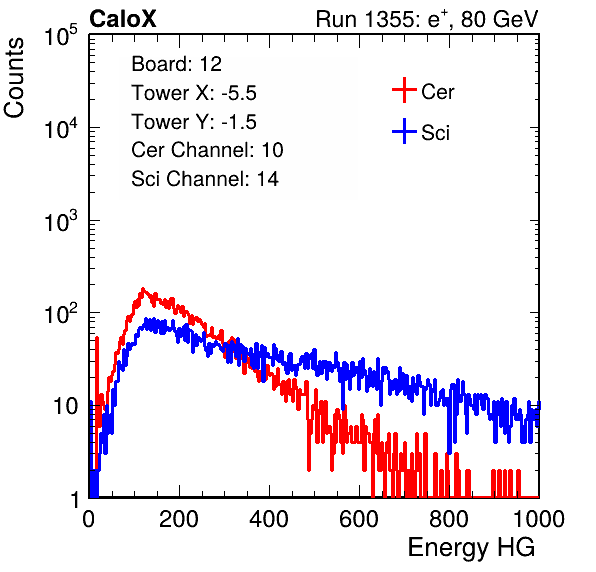 CaloX Run 1355: e⁺, 80 GeV
Counts
10⁵
10⁴
10³
10²
10
1
Board: 12
Tower X: -5.5
Tower Y: -1.5
Cer Channel: 10
Sci Channel: 14
Cer
Sci
0 200 400 600 800 1000
Energy HG